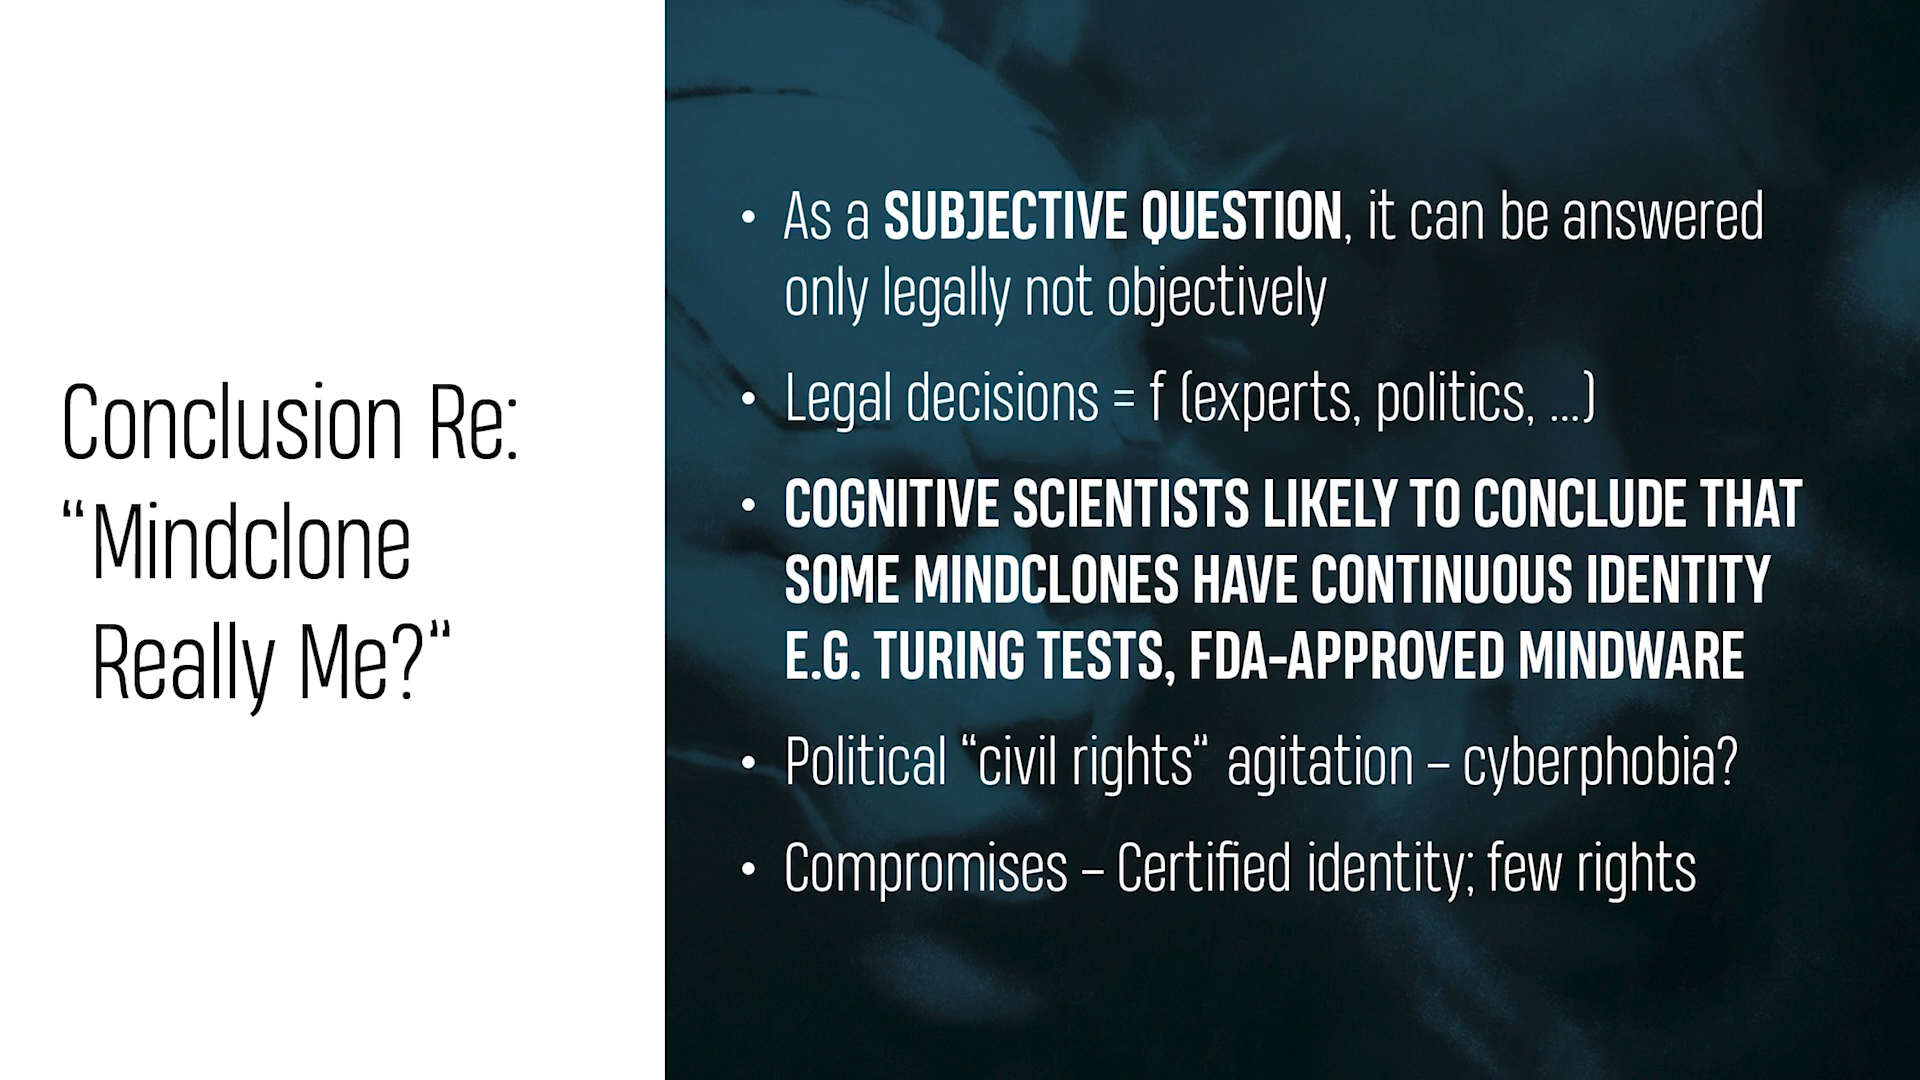 Conclusion Re:
“Mindclone
Really Me?”
• As a SUBJECTIVE QUESTION, it can be answered
only legally not objectively
• Legal decisions = f (experts, politics, ...)
• COGNITIVE SCIENTISTS LIKELY TO CONCLUDE THAT
SOME MINDCLONES HAVE CONTINUOUS IDENTITY
E.G. TURING TESTS, FDA-APPROVED MINDWARE
• Political “civil rights” agitation – cyberphobia?
• Compromises – Certified identity; few rights